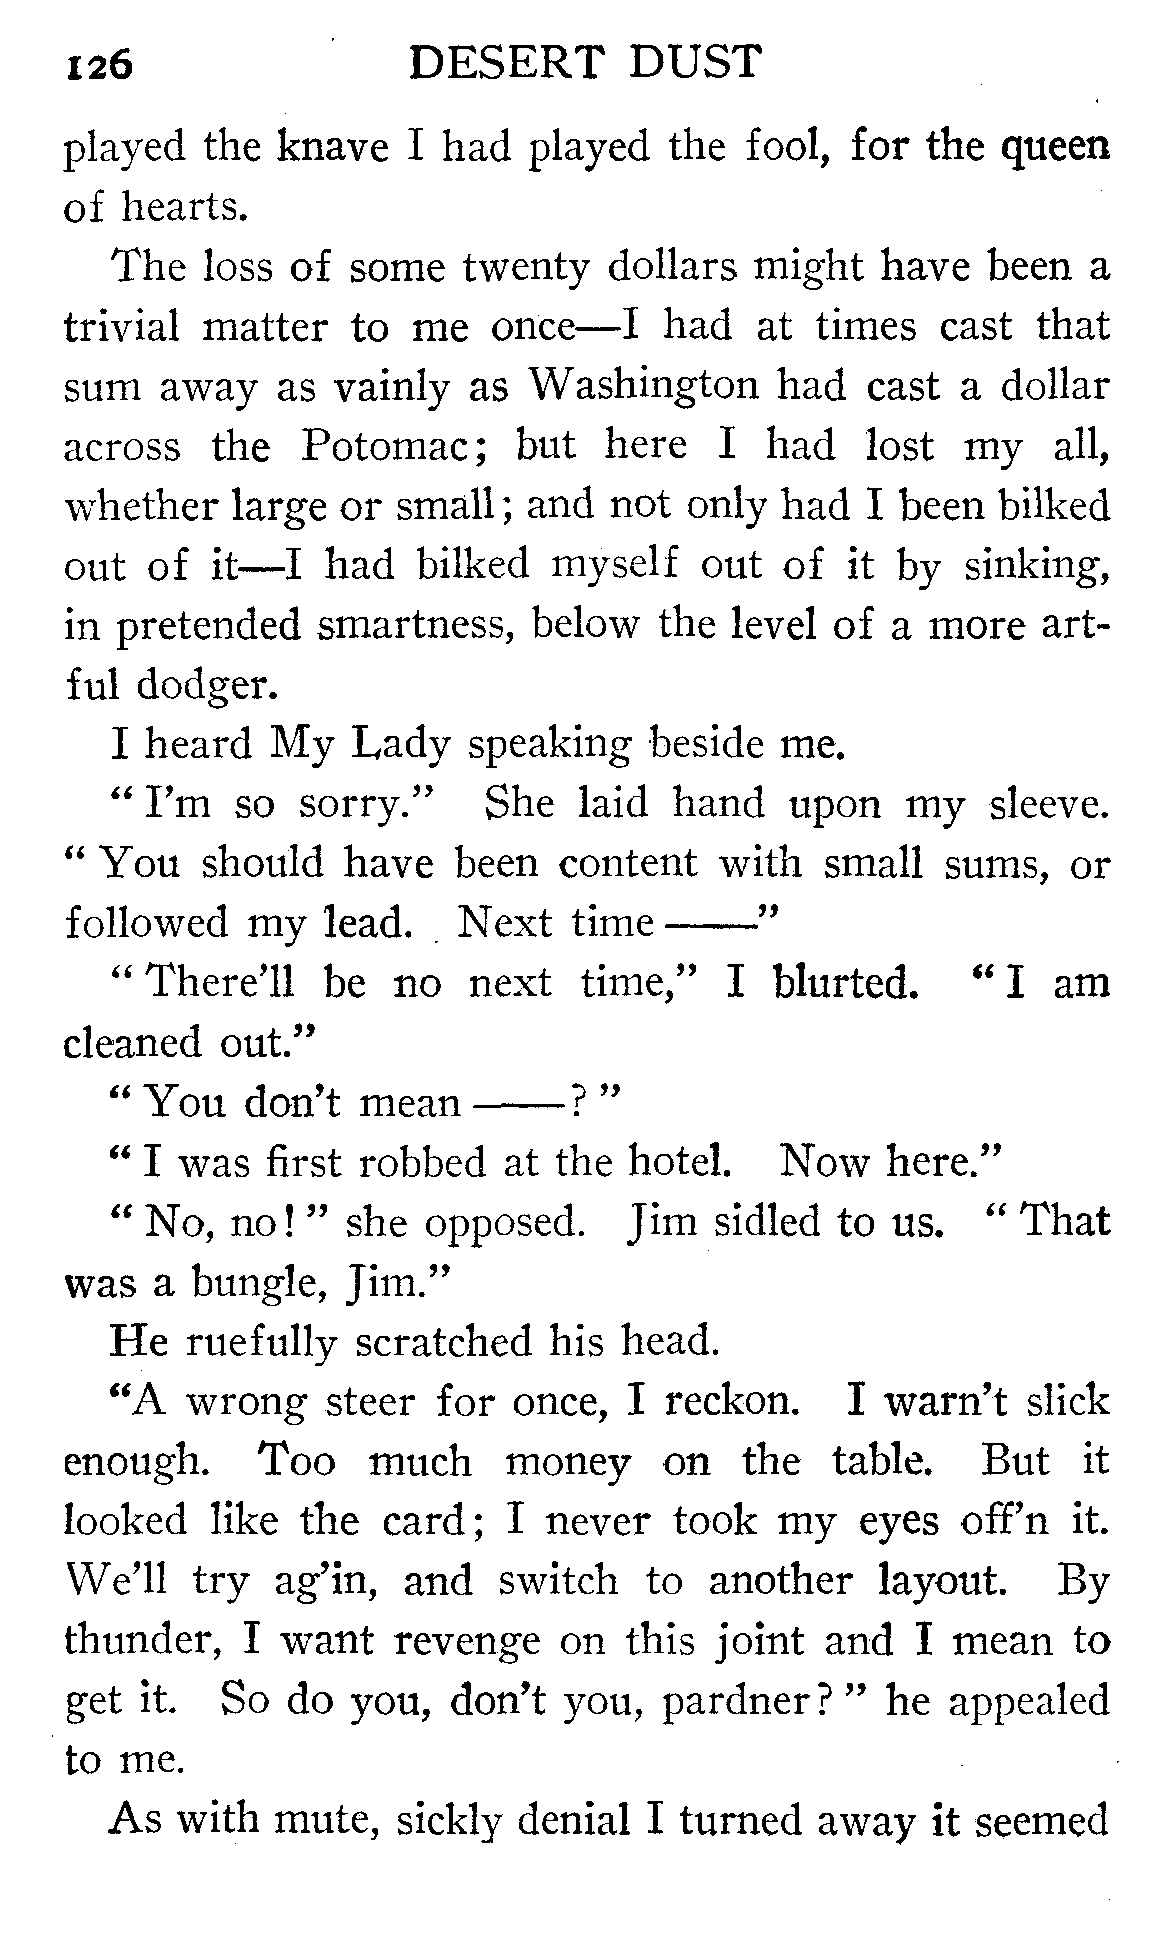 126 DESERT DUST
played the knave I had played the fool, for the queen
of hearts.
The loss of some twenty dollars might have been a
trivial matter to me once—I had at times cast that
sum away as vainly as Washington had cast a dollar
across the Potomac; but here I had lost my all,
whether large or small; and not only had I been bilked
out of it—I had bilked myself out of it by sinking,
in pretended smartness, below the level of a more art-
ful dodger.
I heard My Lady speaking beside me.
“I’m so sorry.” She laid hand upon my sleeve.
“You should have been content with small sums, or
followed my lead. Next time ——”
“There’ll be no next time,” I blurted. “I am
cleaned out.”
“You don’t mean ——?”
“I was first robbed at the hotel. Now here.”
“No, no!” she opposed. Jim sidled to us. “That
was a bungle, Jim.”
He ruefully scratched his head.
“A wrong steer for once, I reckon. I warn’t slick
enough. Too much money on the table. But it
looked like the card; I never took my eyes off’n it.
We’ll try ag’in, and switch to another layout. By
thunder, I want revenge on this joint and I mean to
get it. So do you, don’t you, pardner?” he appealed
to me.
As with mute, sickly denial I turned away it seemed